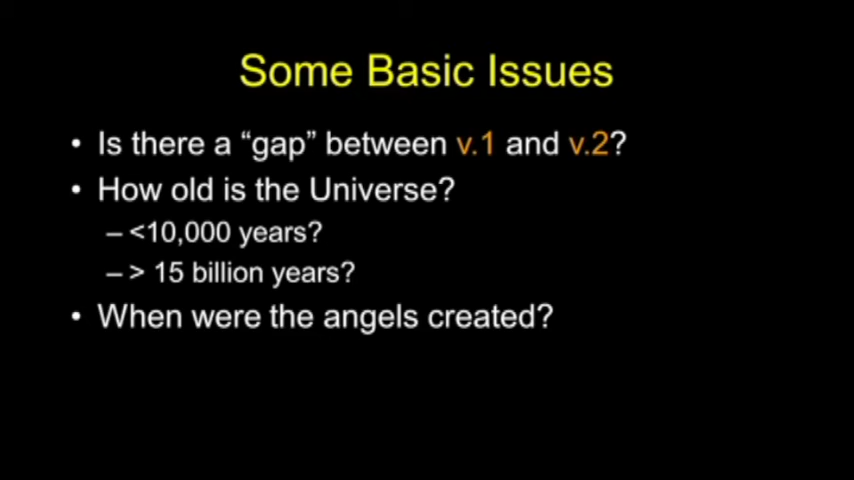 Some Basic Issues
• Is there a “gap” between v.1 and v.2?
• How old is the Universe?
– <10,000 years?
– > 15 billion years?
• When were the angels created?